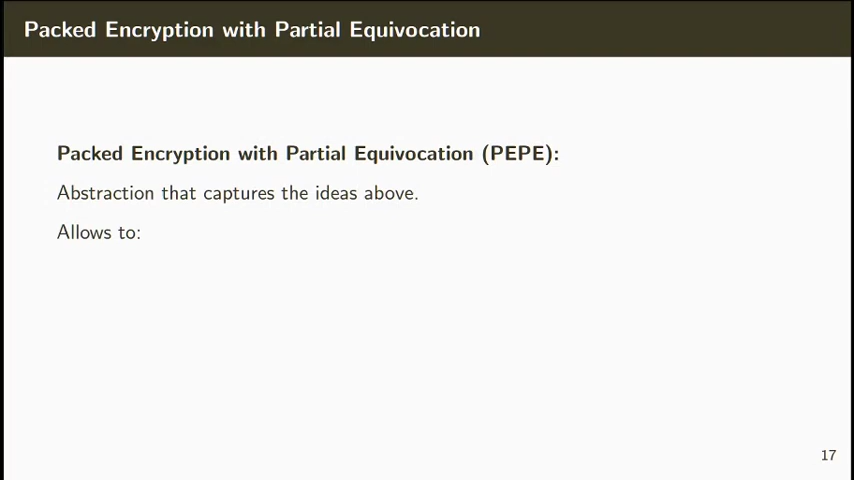 Packed Encryption with Partial Equivocation
Packed Encryption with Partial Equivocation (PEPE):
Abstraction that captures the ideas above.
Allows to:
17